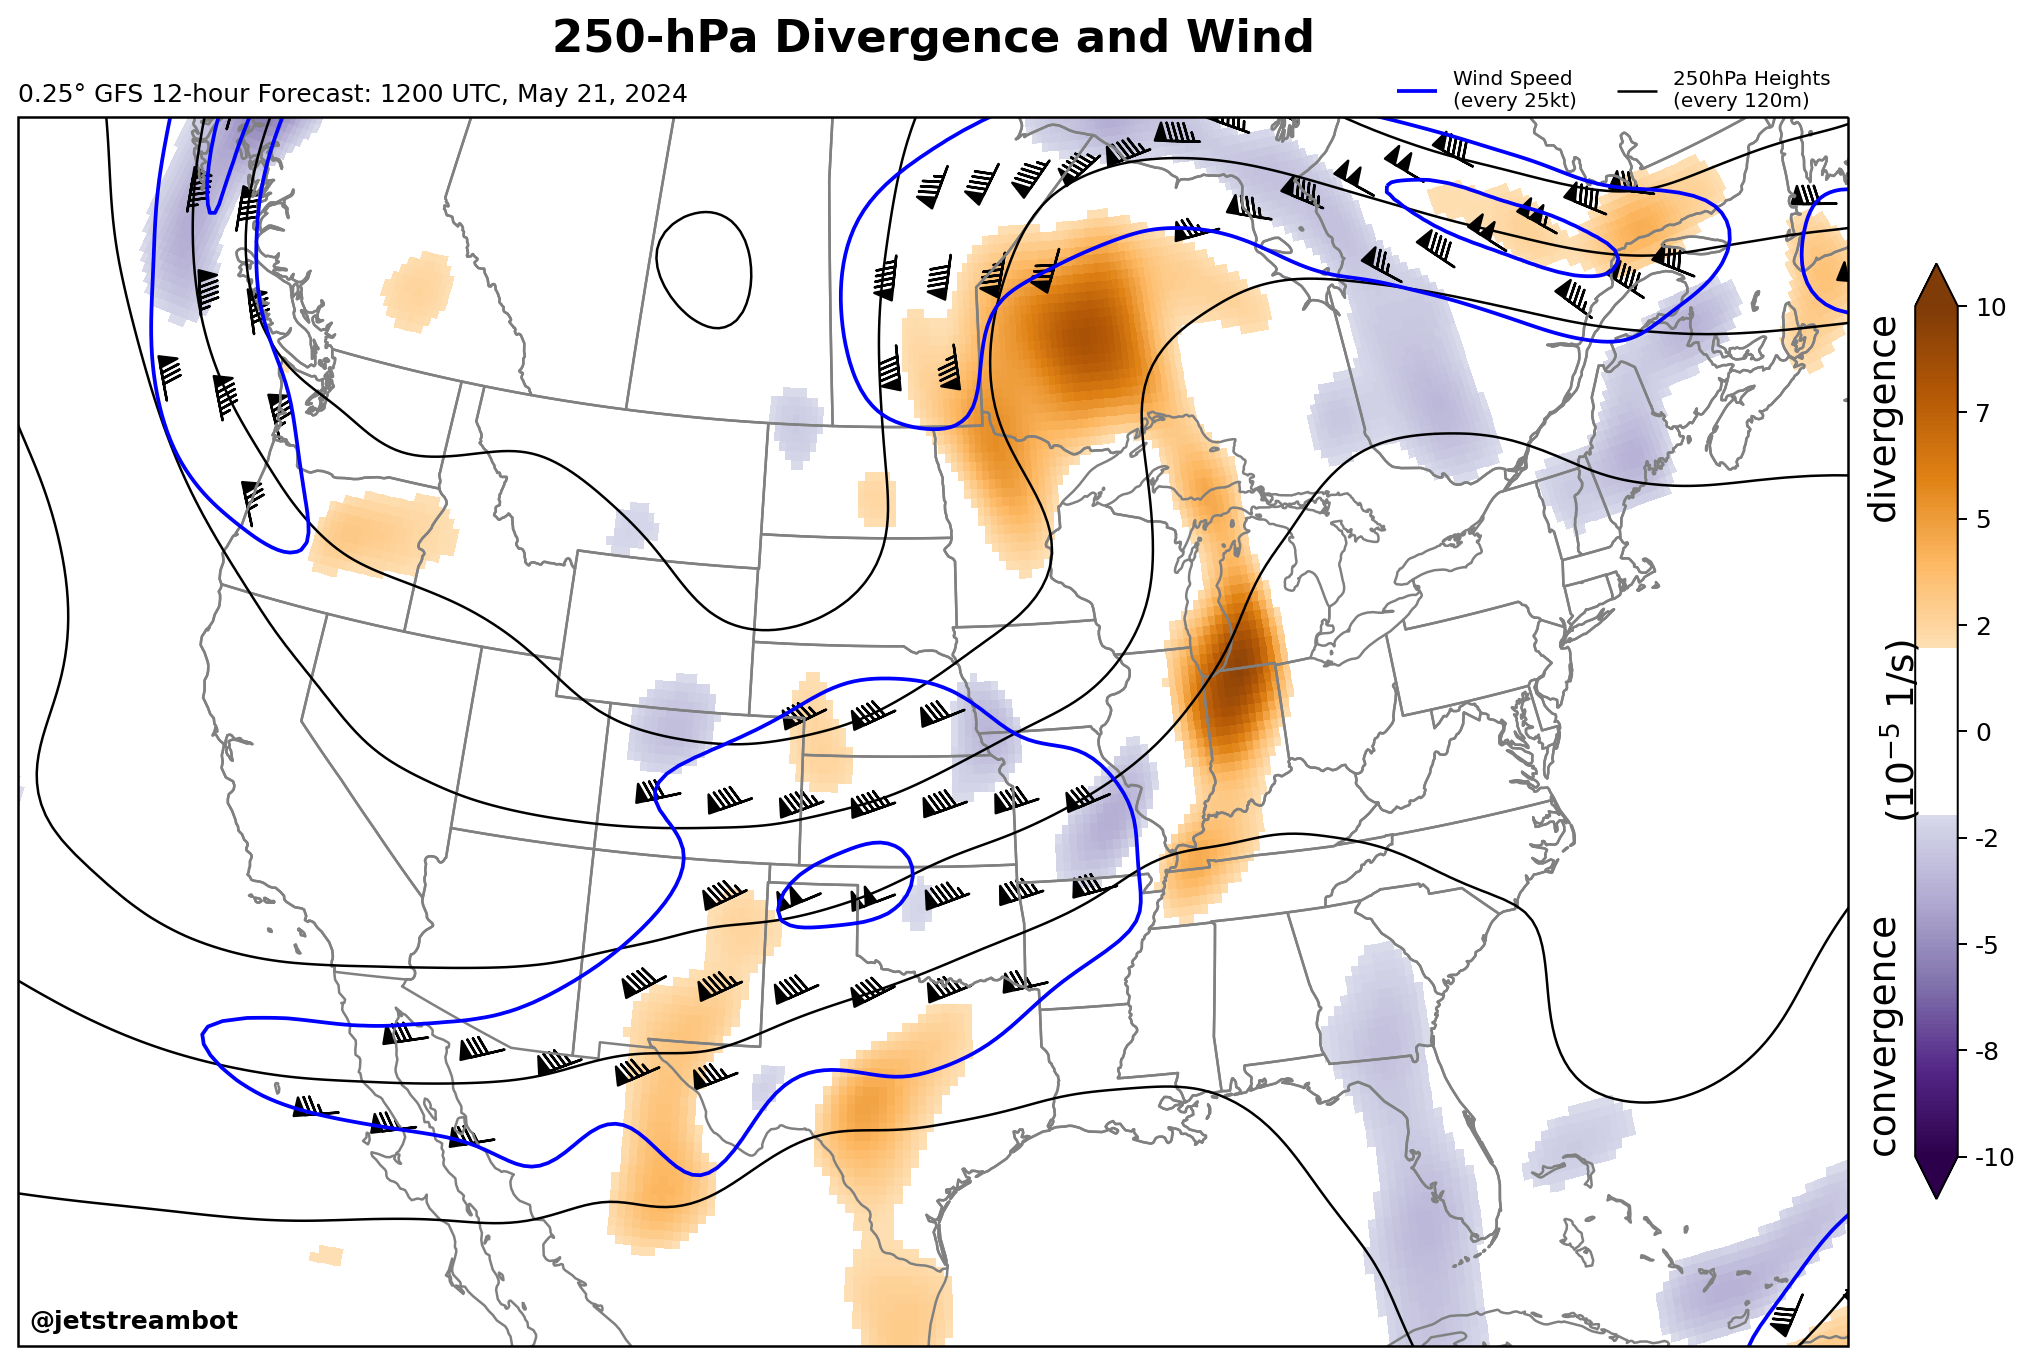 250-hPa Divergence and Wind
0.25° GFS 12-hour Forecast: 1200 UTC, May 21, 2024
Wind Speed
(every 25kt)
250hPa Heights
(every 120m)
10
7
5
2
0
-2
-5
-8
-10
divergence
(10⁻⁵ 1/s)
convergence
@jetstreambot